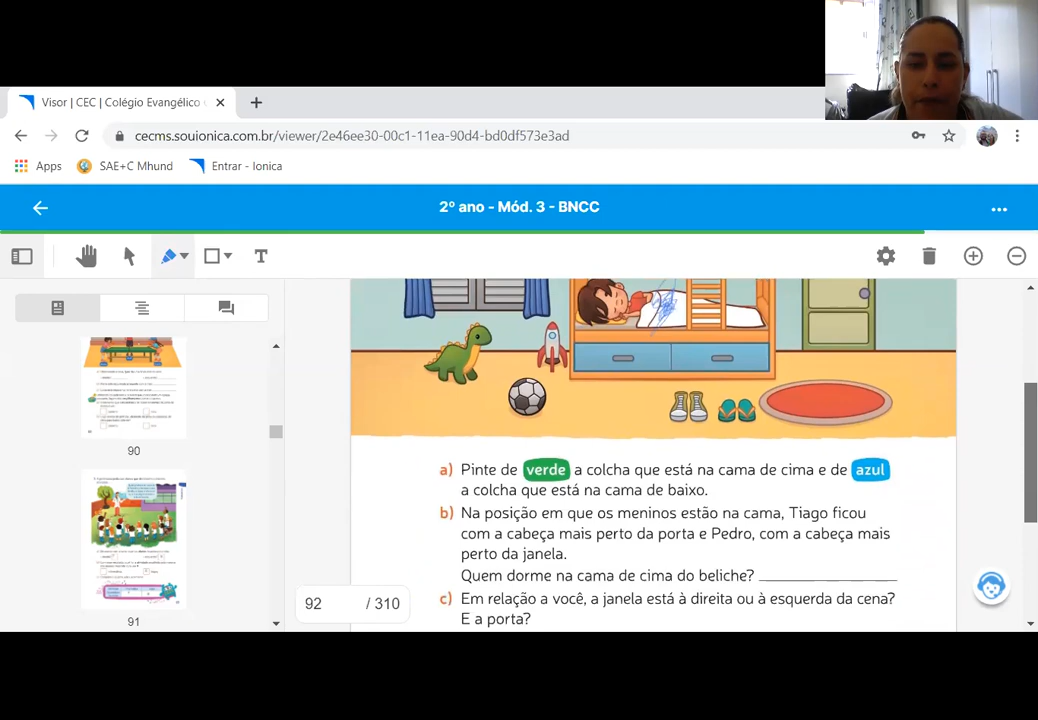 Visor | CEC | Colégio Evangélico
cecms.souionica.com.br/viewer/2e46ee30-00c1-11ea-90d4-bd0df573e3ad
Apps SAE+C Mhund Entrar - Ionica
2º ano - Mód. 3 - BNCC
T
90
91
92 / 310
a) Pinte de verde a colcha que está na cama de cima e de azul
a colcha que está na cama de baixo.
b) Na posição em que os meninos estão na cama, Tiago ficou
com a cabeça mais perto da porta e Pedro, com a cabeça mais
perto da janela.
Quem dorme na cama de cima do beliche?
c) Em relação a você, a janela está à direita ou à esquerda da cena?
E a porta?